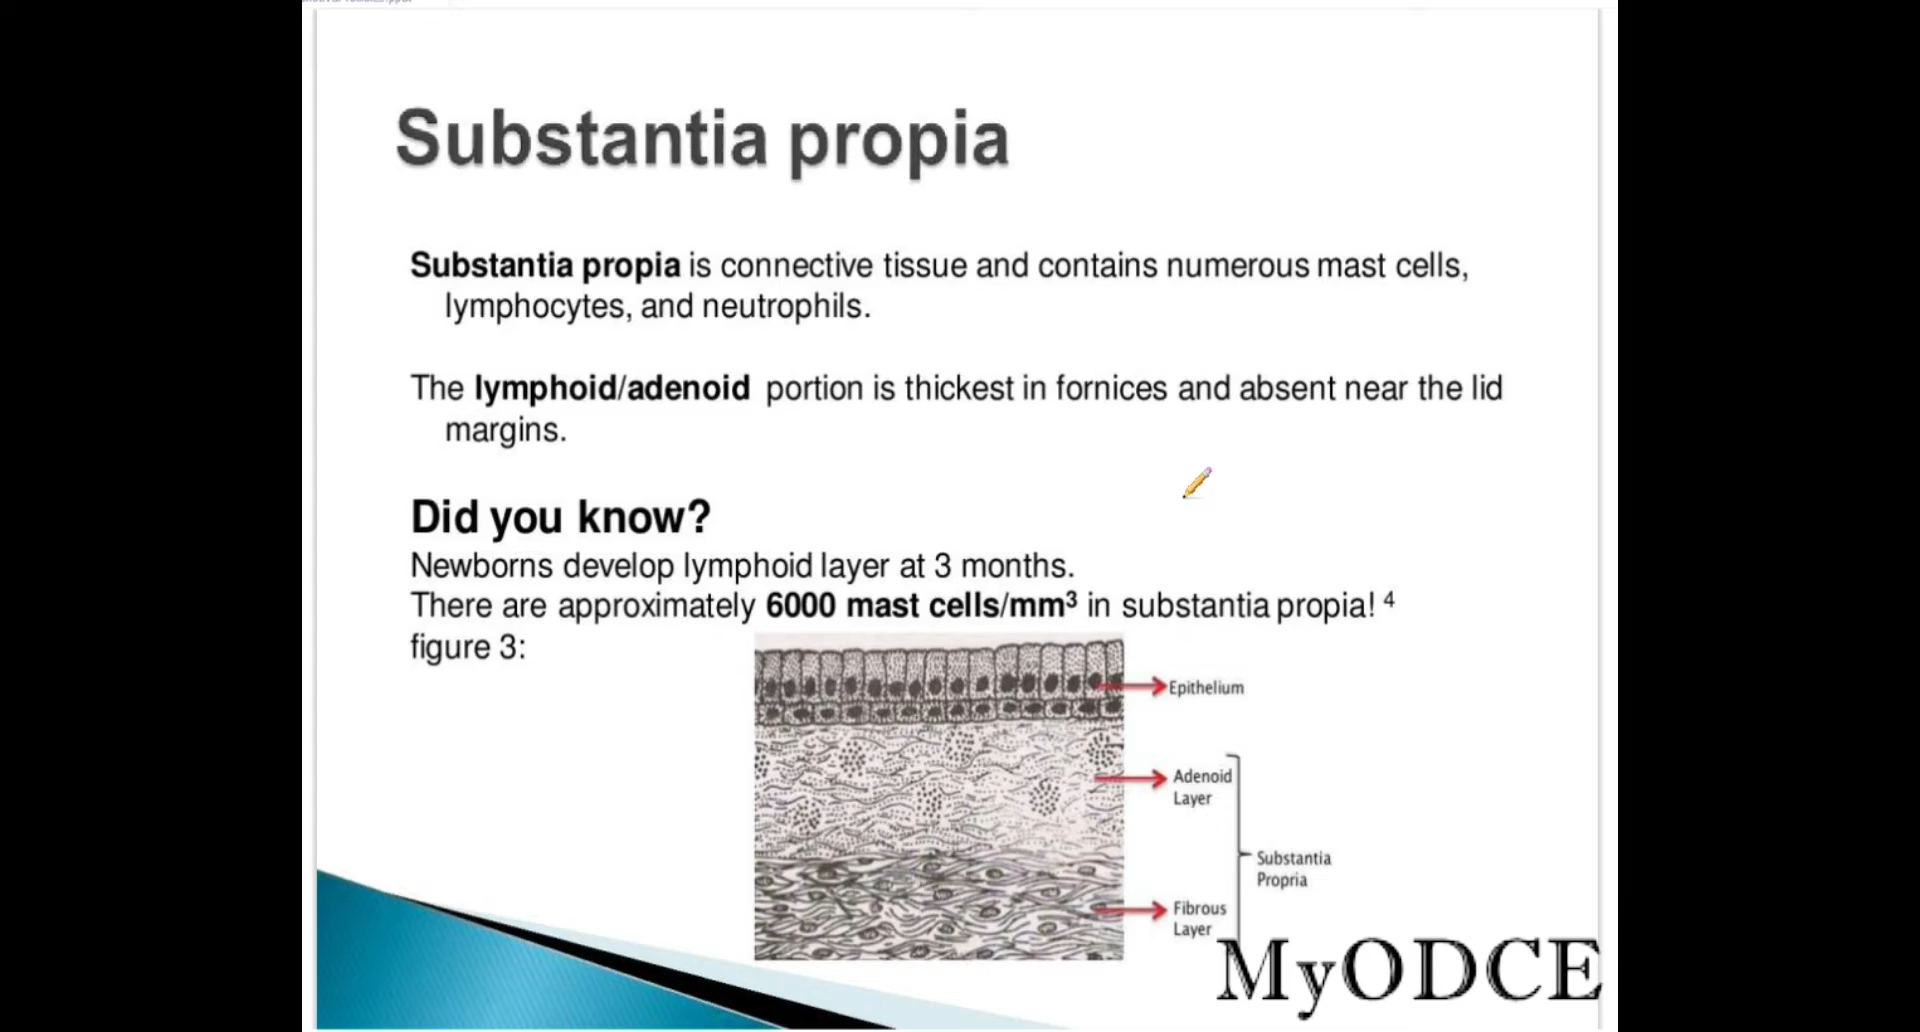 Substantia propia
Substantia propia is connective tissue and contains numerous mast cells,
lymphocytes, and neutrophils.
The lymphoid/adenoid portion is thickest in fornices and absent near the lid
margins.
Did you know?
Newborns develop lymphoid layer at 3 months.
There are approximately 6000 mast cells/mm³ in substantia propia! ⁴
figure 3:
Epithelium
Adenoid
Layer
Substantia
Propria
Fibrous
Layer
MyODCE